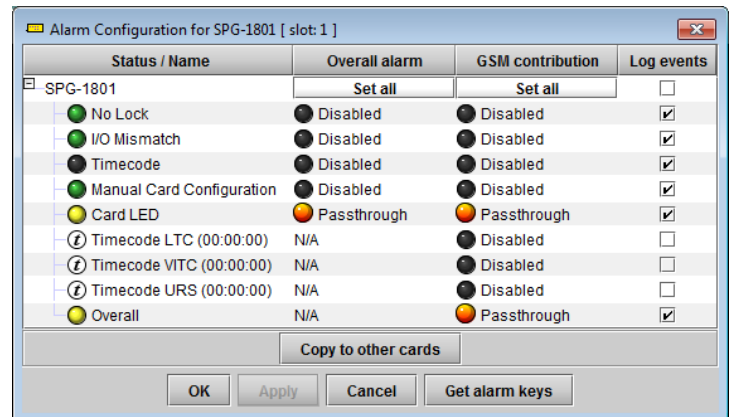 Alarm Configuration for SPG-1801 [ slot: 1 ]
Status / Name Overall alarm GSM contribution Log events
SPG-1801 Set all Set all
No Lock Disabled Disabled
I/O Mismatch Disabled Disabled
Timecode Disabled Disabled
Manual Card Configuration Disabled Disabled
Card LED Passthrough Passthrough
t Timecode LTC (00:00:00) N/A Disabled
t Timecode VITC (00:00:00) N/A Disabled
t Timecode URS (00:00:00) N/A Disabled
Overall N/A Passthrough
Copy to other cards
OK Apply Cancel Get alarm keys